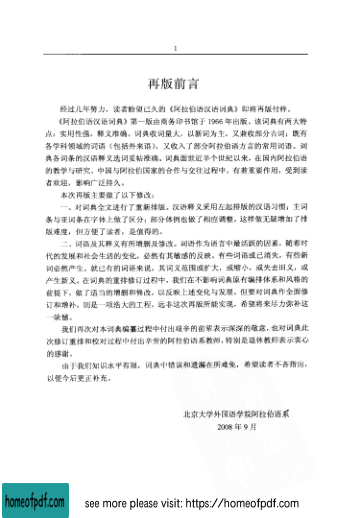 1
再版前言
经过几年努力，读者盼望已久的《阿拉伯语汉语词典》即将再版付梓。
《阿拉伯语汉语词典》第一版由商务印书馆于 1966 年出版。该词典有两大特
点：实用性强，释义准确。词典收词量大，以新词为主，又兼收部分古词；既有
各学科领域的词语（包括外来语），又收入了部分阿拉伯语方言的常用词语。词
典各词条的汉语释义选词妥帖准确。词典面世近半个世纪以来，在国内阿拉伯语
的教学与研究、中国与阿拉伯国家的合作与交往过程中，有着重要作用，受到读
者欢迎，影响广泛持久。
本次再版主要做了以下修改：
一、对词典全文进行了重新排版。汉语释义采用左起排版的汉语习惯；主词
条与亚词条在字体上做了区分；部分体例也做了相应调整。这样做无疑增加了排
版难度，但方便了读者，是值得的。
二、词语及其释义有所增删及修改。词语作为语言中最活跃的因素，随着时
代的发展和社会生活的变化，必然有其敏感的反映，有些词语或已消失，有些新
词必然产生。就已有的词语来说，其词义范围或扩大，或缩小，或失去旧义，或
产生新义。在词典的重排修订过程中，我们在不影响词典原有编排体系和风格的
前提下，做了适当的增删和修改，以反映上述变化与发展。但要对词典作全面修
订和增补，则是一项浩大的工程，远非这次再版所能实现。希望将来尽力弥补这
一缺憾。
我们再次对本词典编纂过程中付出艰辛的前辈表示深深的敬意，也对词典此
次修订重排和校对过程中付出辛劳的阿拉伯语系教师，特别是退休教师表示衷心
的感谢。
由于我们知识水平有限，词典中错误和遗漏在所难免，希望读者不吝指出，
以便今后更正补充。
北京大学外国语学院阿拉伯语系
2008 年 9 月
homeofpdf.com
see more please visit: https://homeofpdf.com